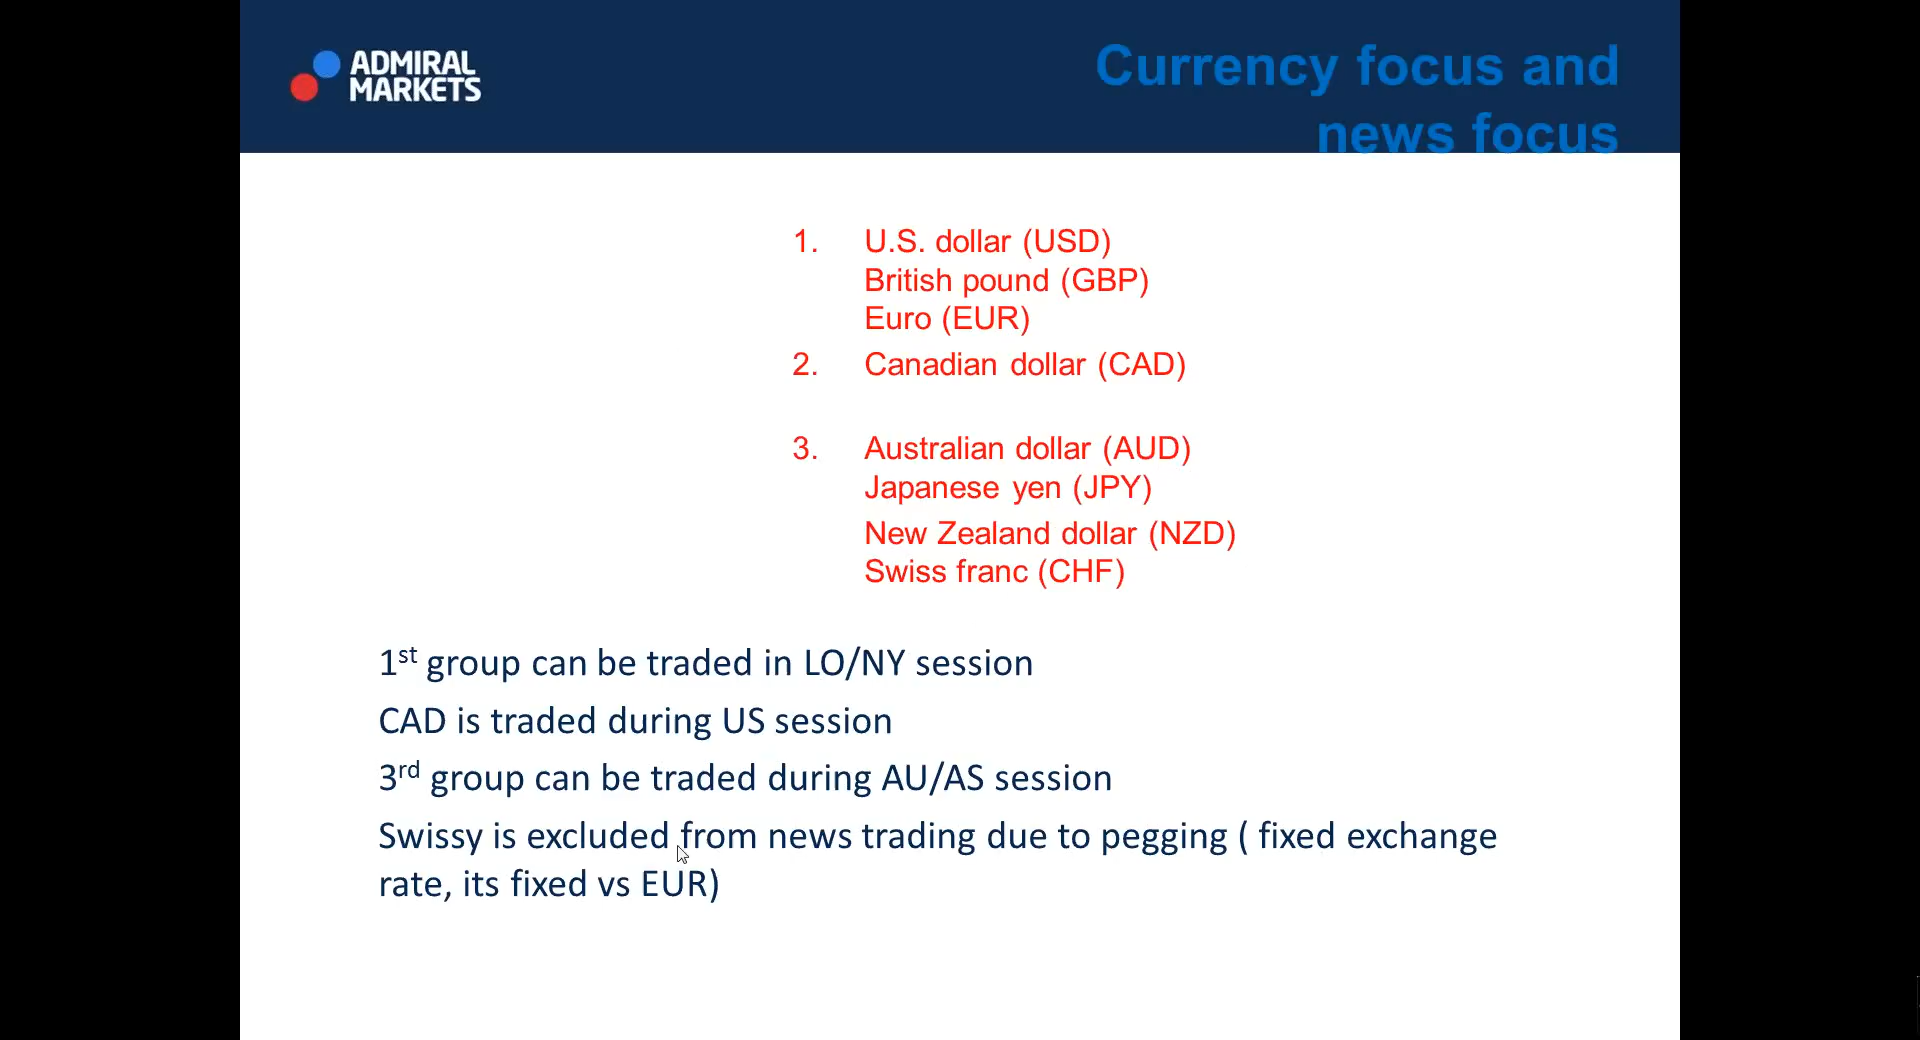 ADMIRAL
MARKETS
Currency focus and
news focus
1. U.S. dollar (USD)
British pound (GBP)
Euro (EUR)
2. Canadian dollar (CAD)
3. Australian dollar (AUD)
Japanese yen (JPY)
New Zealand dollar (NZD)
Swiss franc (CHF)
1st group can be traded in LO/NY session
CAD is traded during US session
3rd group can be traded during AU/AS session
Swissy is excluded from news trading due to pegging ( fixed exchange
rate, its fixed vs EUR)